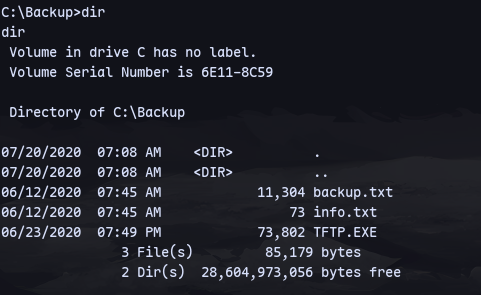 C:\Backup>dir
dir
 Volume in drive C has no label.
 Volume Serial Number is 6E11-8C59

 Directory of C:\Backup

07/20/2020  07:08 AM    <DIR>          .
07/20/2020  07:08 AM    <DIR>          ..
06/12/2020  07:45 AM            11,304 backup.txt
06/12/2020  07:45 AM                73 info.txt
06/23/2020  07:49 PM            73,802 TFTP.EXE
               3 File(s)         85,179 bytes
               2 Dir(s)  28,604,973,056 bytes free